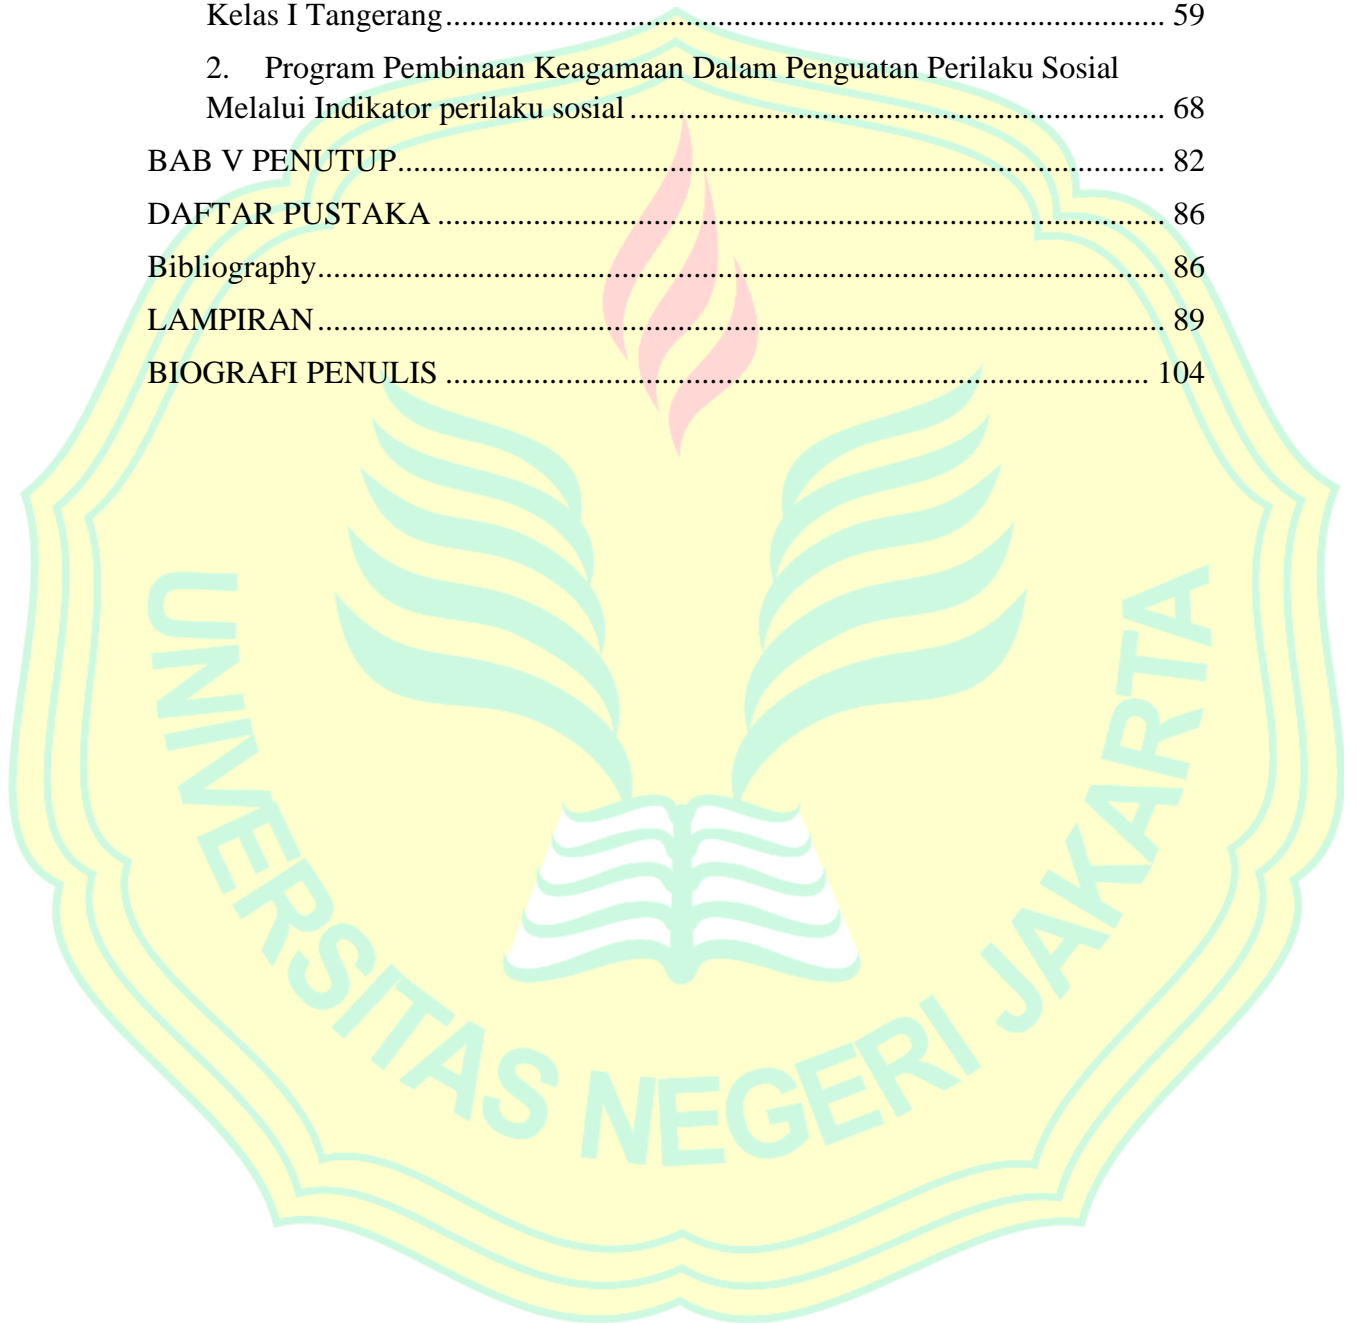 Kelas I Tangerang........................................................................................... 59
2. Program Pembinaan Keagamaan Dalam Penguatan Perilaku Sosial
Melalui Indikator perilaku sosial .................................................................... 68
BAB V PENUTUP................................................................................................. 82
DAFTAR PUSTAKA ............................................................................................ 86
Bibliography........................................................................................................... 86
LAMPIRAN........................................................................................................... 89
BIOGRAFI PENULIS ......................................................................................... 104
UNIVERSITAS NEGERI JAKARTA